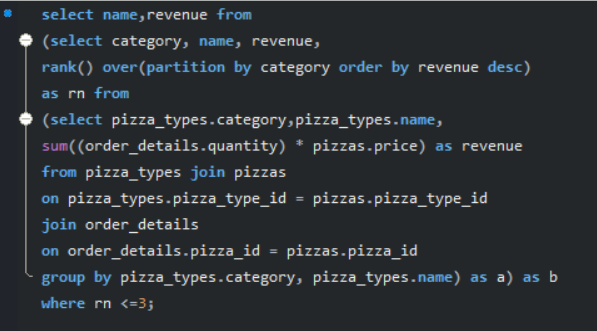 select name,revenue from
(select category, name, revenue,
rank() over(partition by category order by revenue desc)
as rn from
(select pizza_types.category,pizza_types.name,
sum((order_details.quantity) * pizzas.price) as revenue
from pizza_types join pizzas
on pizza_types.pizza_type_id = pizzas.pizza_type_id
join order_details
on order_details.pizza_id = pizzas.pizza_id
group by pizza_types.category, pizza_types.name) as a) as b
where rn <=3;